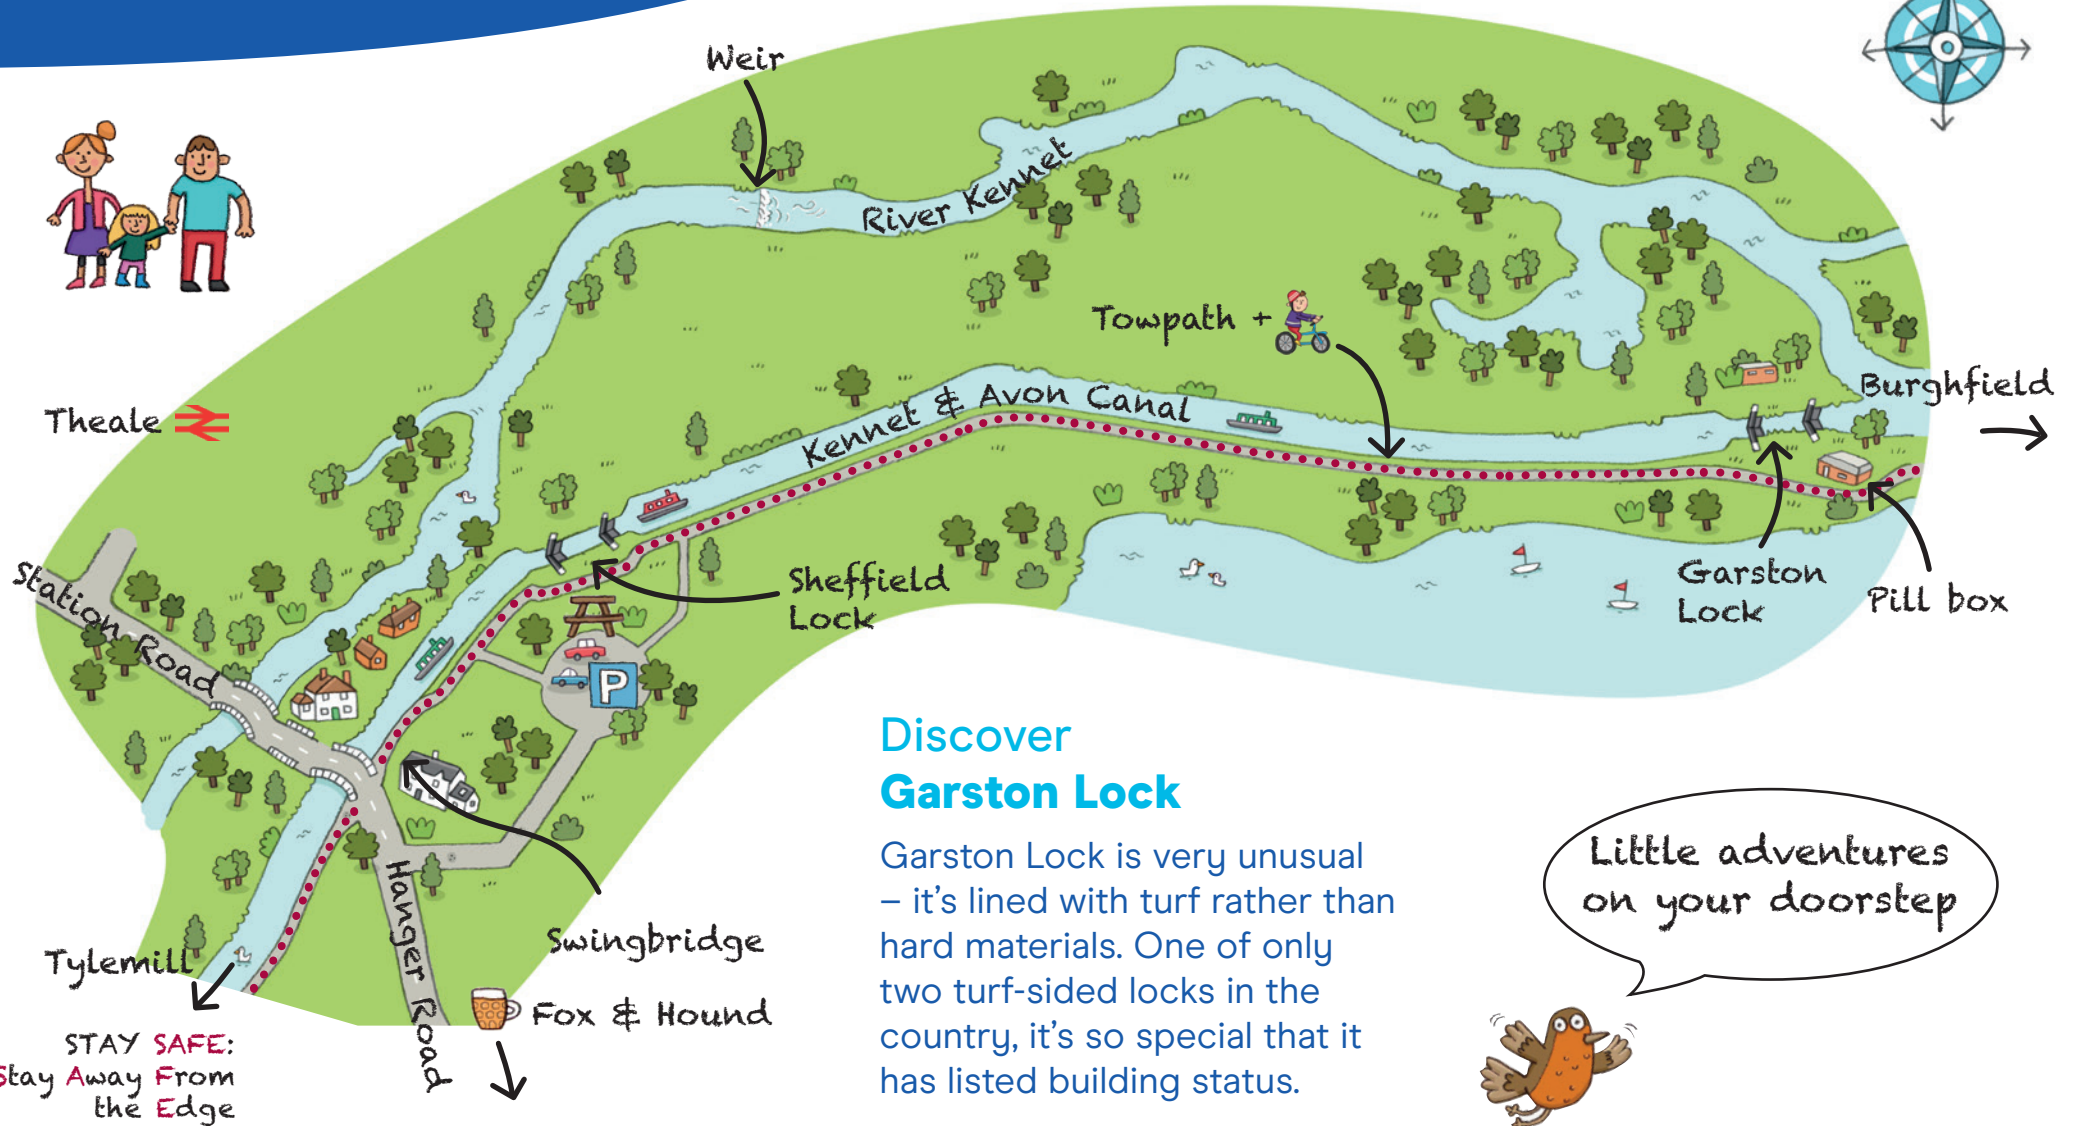 Weir
River Kennet
Towpath +
Theale
Kennet & Avon Canal
Burghfield
Station Road
Sheffield
Lock
Garston
Lock
Pill box
P
Discover
Garston Lock
Garston Lock is very unusual
– it’s lined with turf rather than
hard materials. One of only
two turf-sided locks in the
country, it’s so special that it
has listed building status.
Little adventures
on your doorstep
Hanger Road
Swingbridge
Tylemill
Fox & Hound
STAY SAFE:
Stay Away From
the Edge